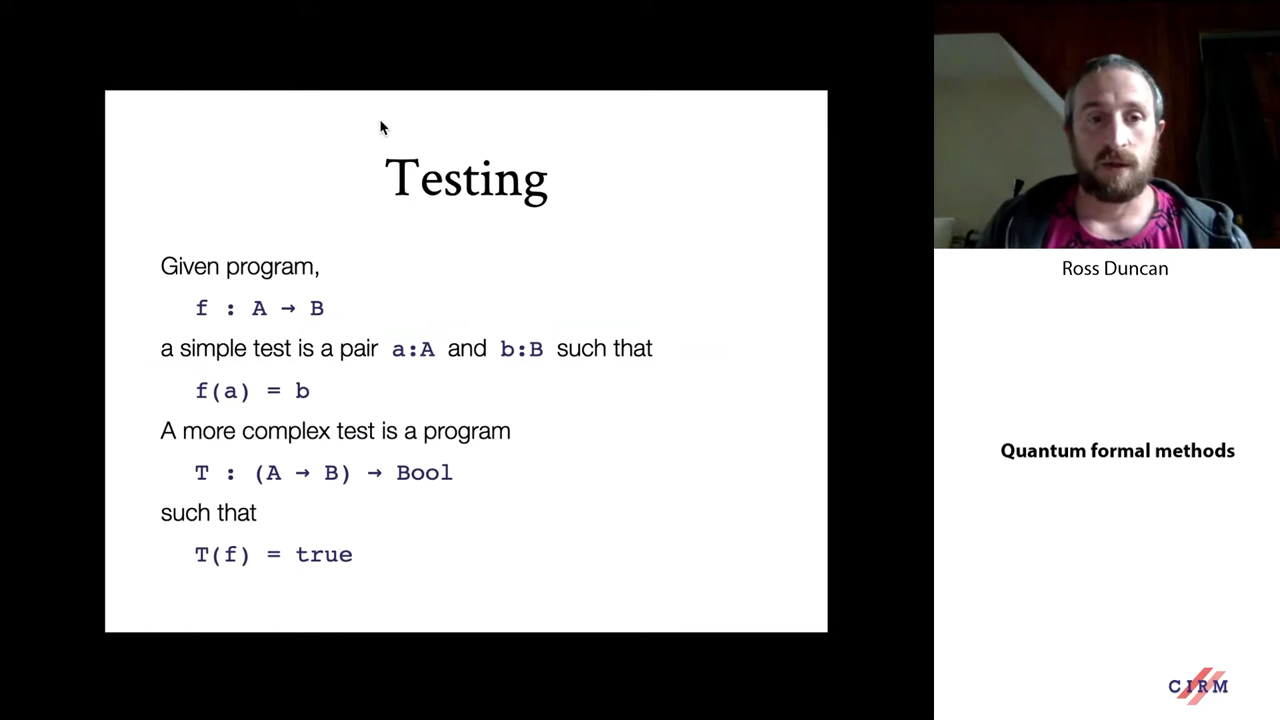 Testing
Given program,
f : A → B
a simple test is a pair a:A and b:B such that
f(a) = b
A more complex test is a program
T : (A → B) → Bool
such that
T(f) = true
Ross Duncan
Quantum formal methods
CIRM